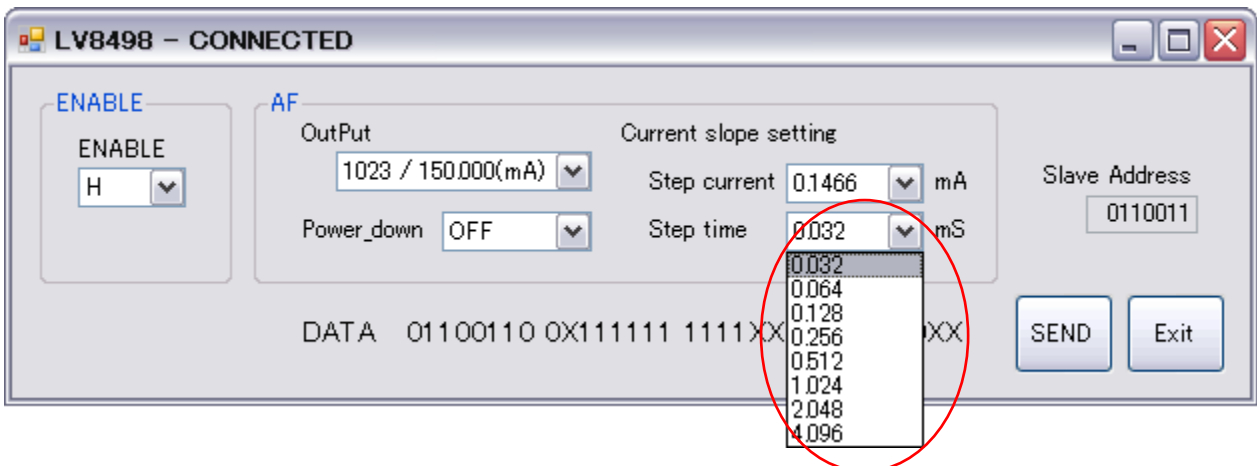 LV8498 - CONNECTED
ENABLE
ENABLE
H
AF
OutPut
1023 / 150.000(mA)
Power_down OFF
Current slope setting
Step current 0.1466 mA
Step time 0.032 mS
0.032
0.064
0.128
0.256
0.512
1.024
2.048
4.096
Slave Address
0110011
DATA 01100110 0X111111 1111XX XX
SEND
Exit